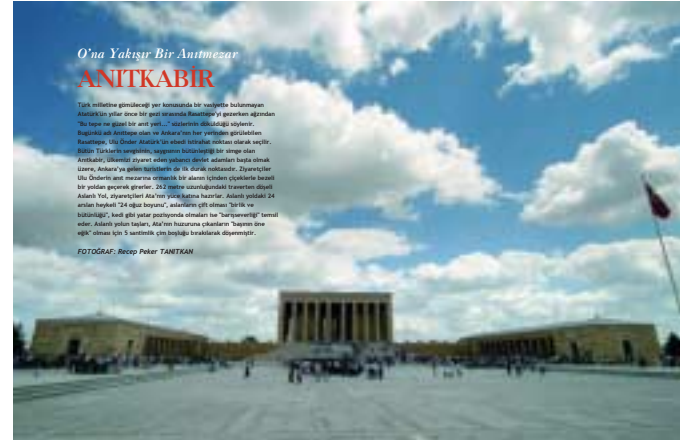 O'na Yakışır Bir Anıtmezar
ANITKABİR
Türk milletine gömüleceği yer konusunda bir vasiyette bulunmayan
Atatürk'ün yıllar önce bir gezi sırasında Rasattepe'yi gezerken ağzından
"Bu tepe ne güzel bir anıt yeri..." sözlerinin döküldüğü söylenir.
Bugünkü adı Anıttepe olan ve Ankara'nın her yerinden görülebilen
Rasattepe, Ulu Önder Atatürk'ün ebedi istirahat noktası olarak seçilir.
Bütün Türklerin sevgisinin, saygısının bütünleştiği bir simge olan
Anıtkabir, ülkemizi ziyaret eden yabancı devlet adamları başta olmak
üzere, Ankara'ya gelen turistlerin de ilk durak noktasıdır. Ziyaretçiler
Ulu Önderin anıt mezarına ormanlık bir alanın içinden çiçeklerle bezeli
bir yoldan geçerek girerler. 262 metre uzunluğundaki traverten döşeli
Aslanlı Yol, ziyaretçileri Ata'nın yüce katına hazırlar. Aslanlı yoldaki 24
arslan heykeli "24 oğuz boyunu", aslanların çift olması "birlik ve
bütünlüğü", kedi gibi yatar pozisyonda olmaları ise "barışseverliği" temsil
eder. Aslanlı yolun taşları, Ata'nın huzuruna çıkanların "başının öne
eğik" olması için 5 santimlik çim boşluğu bırakılarak döşenmiştir.
FOTOĞRAF: Recep Peker TANITKAN